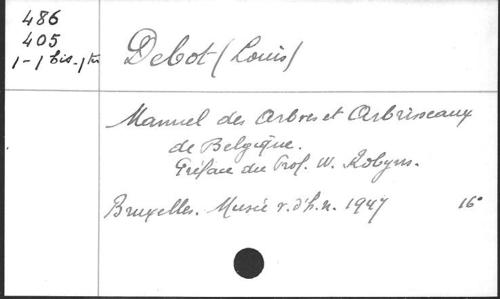 486
405
1-1 bis-1ter
Debot (Louis)
Manuel des Arbres et Arbrisseaux
de Belgique.
Préface du Prof. W. Robyns.
Bruxelles. Musée r. d'h. n. 1947 16°